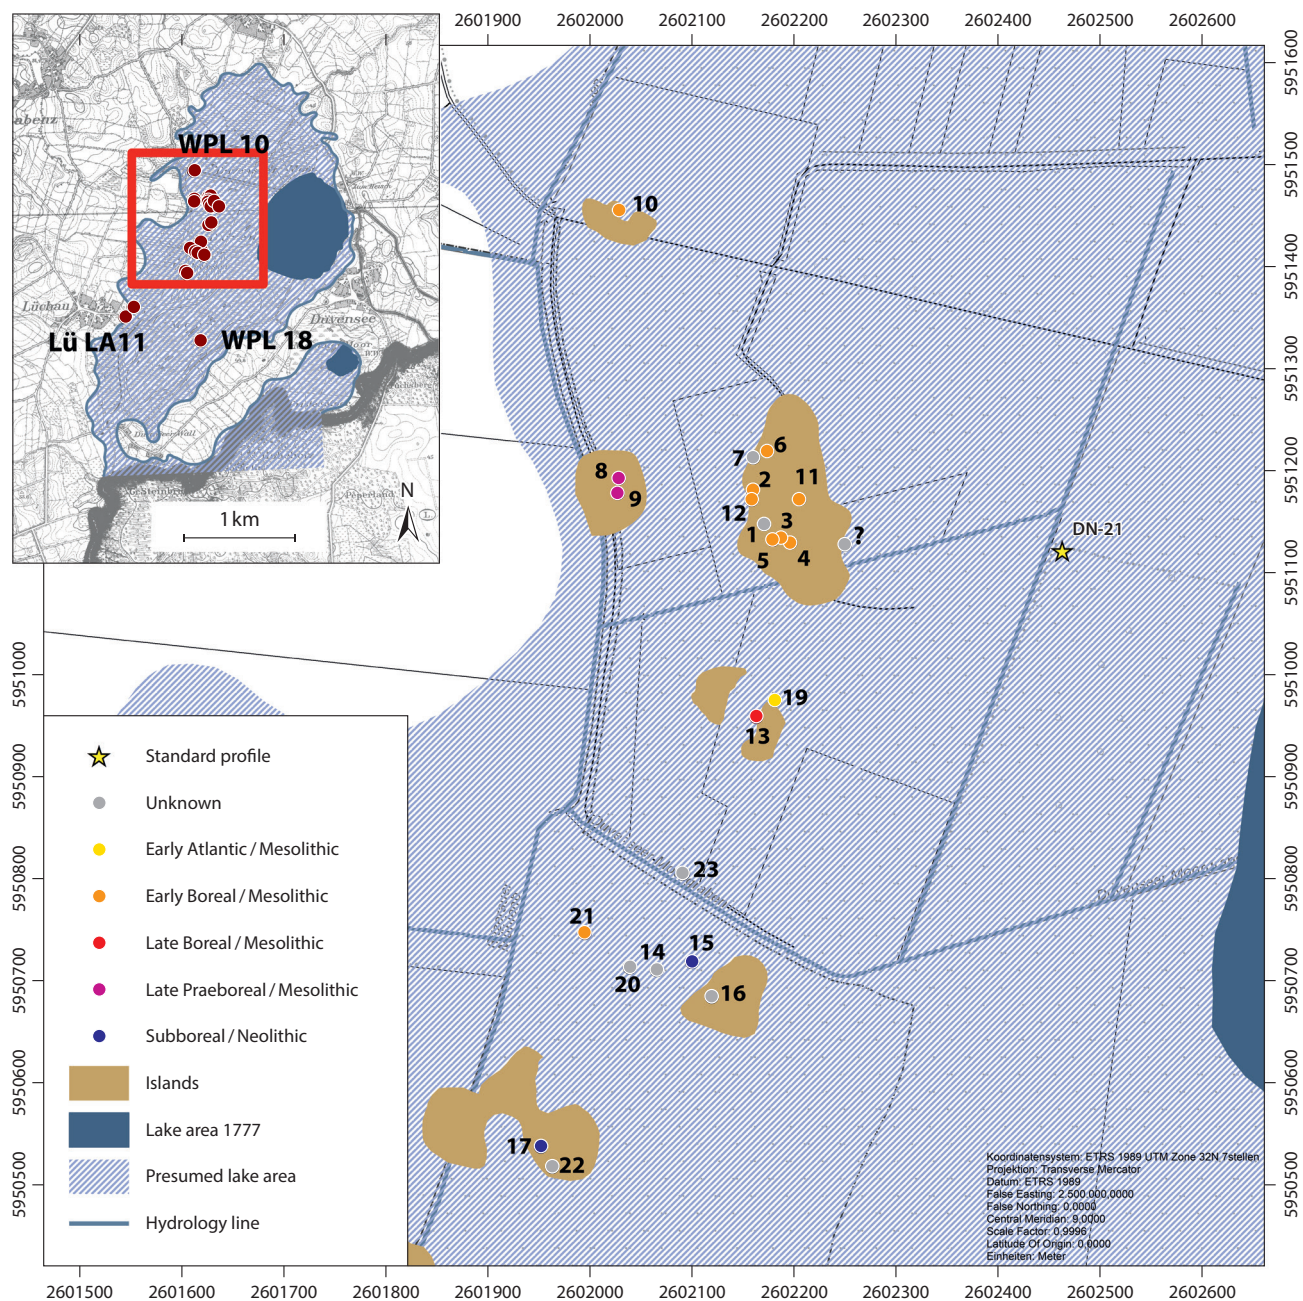 2601900 2602000 2602100 2602200 2602300 2602400 2602500 2602600
5951600
5951500
5951400
5951300
5951200
5951100
5951000
5950900
5950800
5950700
5950600
5950500
abenz
WPL 10
Lüchau
Duvensee
Lü LA11
WPL 18
1 km
N
10
6
7
2
11
8
9
12
3
1
?
5
4
DN-21
19
13
23
21
15
14
20
16
17
22
Standard profile
Unknown
Early Atlantic / Mesolithic
Early Boreal / Mesolithic
Late Boreal / Mesolithic
Late Praeboreal / Mesolithic
Subboreal / Neolithic
Islands
Lake area 1777
Presumed lake area
Hydrology line
Koordinatensystem: ETRS 1989 UTM Zone 32N 7stellen
Projektion: Transverse Mercator
Datum: ETRS 1989
False Easting: 2.500.000,0000
False Northing: 0,0000
Central Meridian: 9,0000
Scale Factor: 0,9996
Latitude Of Origin: 0,0000
Einheiten: Meter
5951000
5950900
5950800
5950700
5950600
5950500
2601500 2601600 2601700 2601800 2601900 2602000 2602100 2602200 2602300 2602400 2602500 2602600